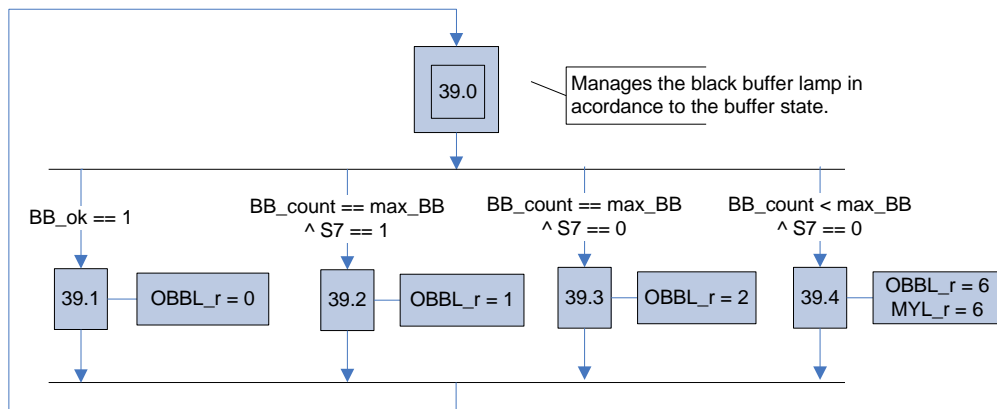 39.0
Manages the black buffer lamp in
acordance to the buffer state.
BB_ok == 1
BB_count == max_BB
^ S7 == 1
BB_count == max_BB
^ S7 == 0
BB_count < max_BB
^ S7 == 0
39.1
OBBL_r = 0
39.2
OBBL_r = 1
39.3
OBBL_r = 2
39.4
OBBL_r = 6
MYL_r = 6